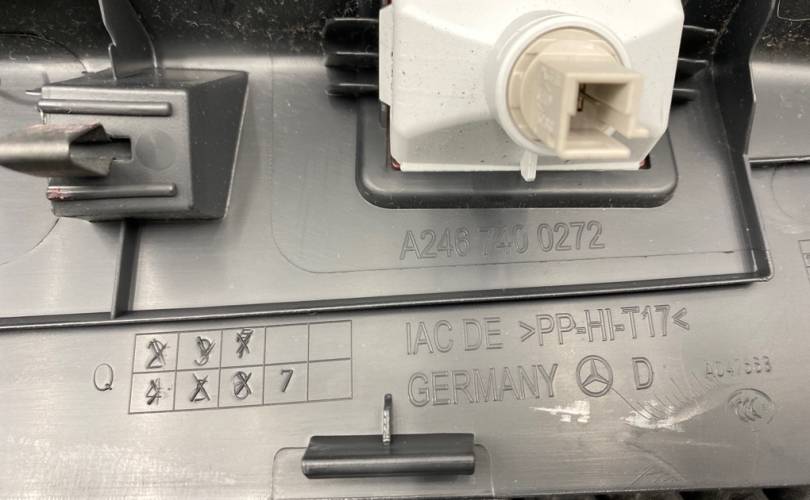 A246 740 0272
IAC DE >PP-HI-T17<
Q 7
GERMANY D